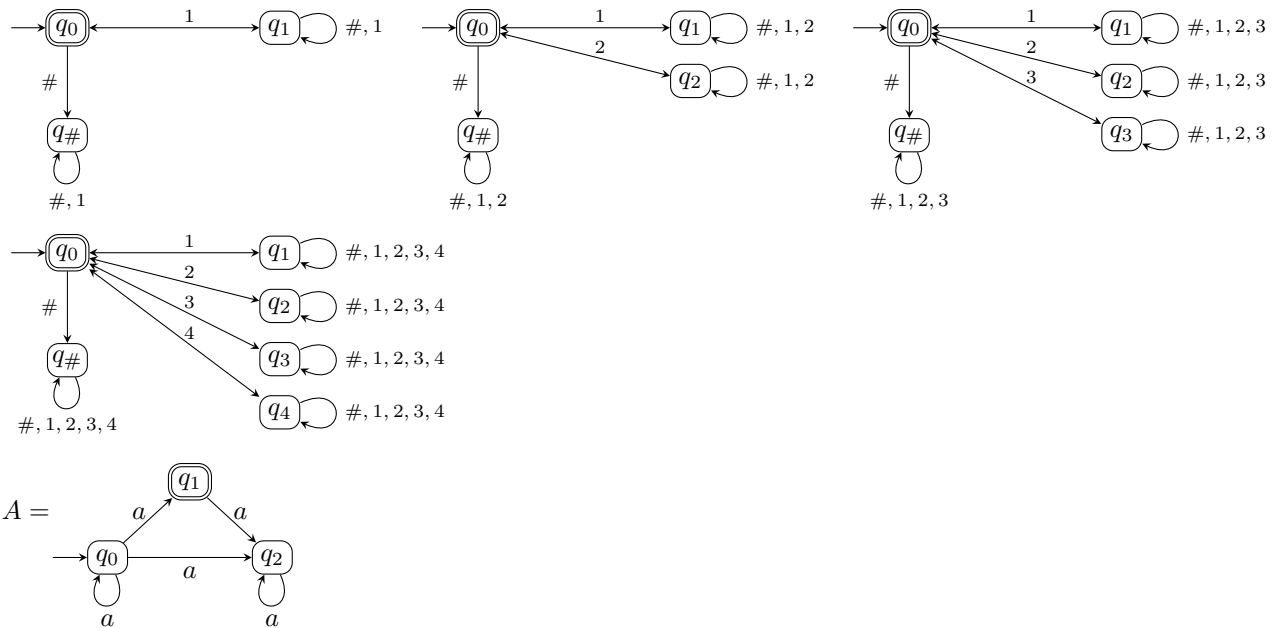 q0 1 q1 #, 1 q0 1 q1 #, 1, 2 q0 1 q1 #, 1, 2, 3
2 q2 #, 1, 2 2 q2 #, 1, 2, 3
# # # 3
q# q# q# q3 #, 1, 2, 3
#, 1 #, 1, 2 #, 1, 2, 3
q0 1 q1 #, 1, 2, 3, 4
2 q2 #, 1, 2, 3, 4
# 3
q# q3 #, 1, 2, 3, 4
4
q4 #, 1, 2, 3, 4
#, 1, 2, 3, 4
q1
A = a a
q0 a q2
a a